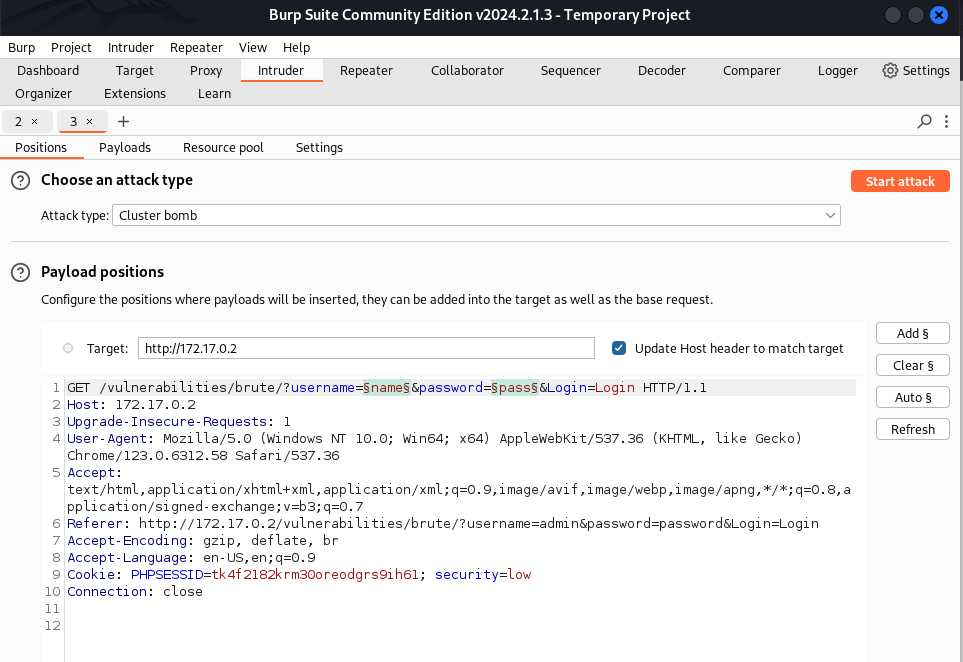 Burp Suite Community Edition v2024.2.1.3 - Temporary Project
Burp Project Intruder Repeater View Help
Dashboard Target Proxy Intruder Repeater Collaborator Sequencer Decoder Comparer Logger Settings
Organizer Extensions Learn
2 × 3 × +
Positions Payloads Resource pool Settings
? Choose an attack type Start attack
Attack type: Cluster bomb
? Payload positions
Configure the positions where payloads will be inserted, they can be added into the target as well as the base request.
Target: http://172.17.0.2 Update Host header to match target
Add §
Clear §
Auto §
Refresh
1 GET /vulnerabilities/brute/?username=§name§&password=§pass§&Login=Login HTTP/1.1
2 Host: 172.17.0.2
3 Upgrade-Insecure-Requests: 1
4 User-Agent: Mozilla/5.0 (Windows NT 10.0; Win64; x64) AppleWebKit/537.36 (KHTML, like Gecko)
Chrome/123.0.6312.58 Safari/537.36
5 Accept:
text/html,application/xhtml+xml,application/xml;q=0.9,image/avif,image/webp,image/apng,*/*;q=0.8,a
pplication/signed-exchange;v=b3;q=0.7
6 Referer: http://172.17.0.2/vulnerabilities/brute/?username=admin&password=password&Login=Login
7 Accept-Encoding: gzip, deflate, br
8 Accept-Language: en-US,en;q=0.9
9 Cookie: PHPSESSID=tk4f2182krm30oreodgrs9ih61; security=low
10 Connection: close
11
12